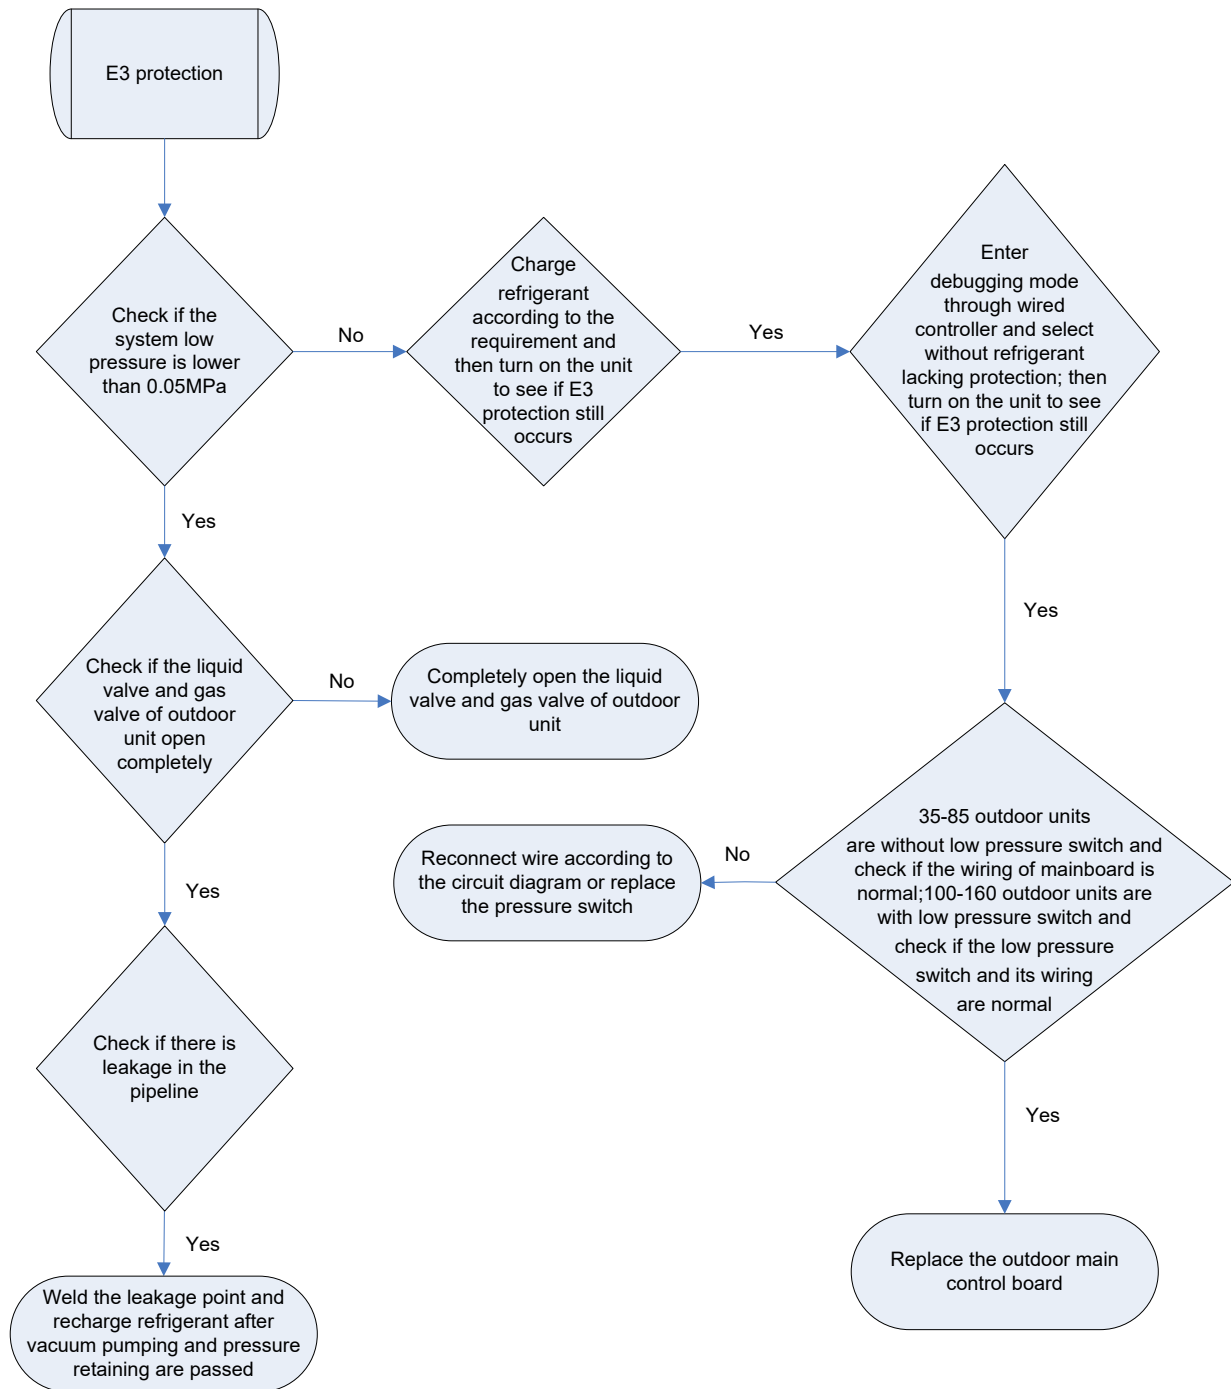 E3 protection
Check if the
system low
pressure is lower
than 0.05MPa
No
Charge
refrigerant
according to the
requirement and
then turn on the unit
to see if E3
protection still
occurs
Yes
Enter
debugging mode
through wired
controller and select
without refrigerant
lacking protection; then
turn on the unit to see
if E3 protection still
occurs
Yes
Yes
Check if the liquid
valve and gas
valve of outdoor
unit open
completely
No
Completely open the liquid
valve and gas valve of outdoor
unit
35-85 outdoor units
are without low pressure switch and
check if the wiring of mainboard is
normal;100-160 outdoor units are
with low pressure switch and
check if the low pressure
switch and its wiring
are normal
No
Reconnect wire according to
the circuit diagram or replace
the pressure switch
Yes
Check if there is
leakage in the
pipeline
Yes
Yes
Replace the outdoor main
control board
Weld the leakage point and
recharge refrigerant after
vacuum pumping and pressure
retaining are passed